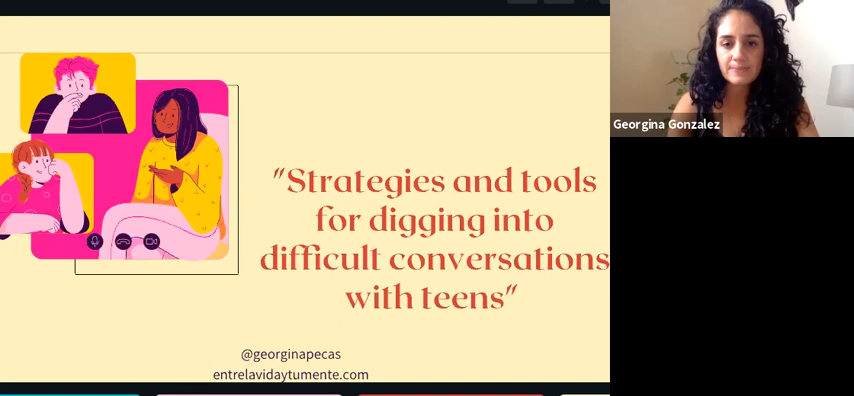 "Strategies and tools
for digging into
difficult conversations
with teens"
@georginapecas
entrelavidaytumente.com
Georgina Gonzalez